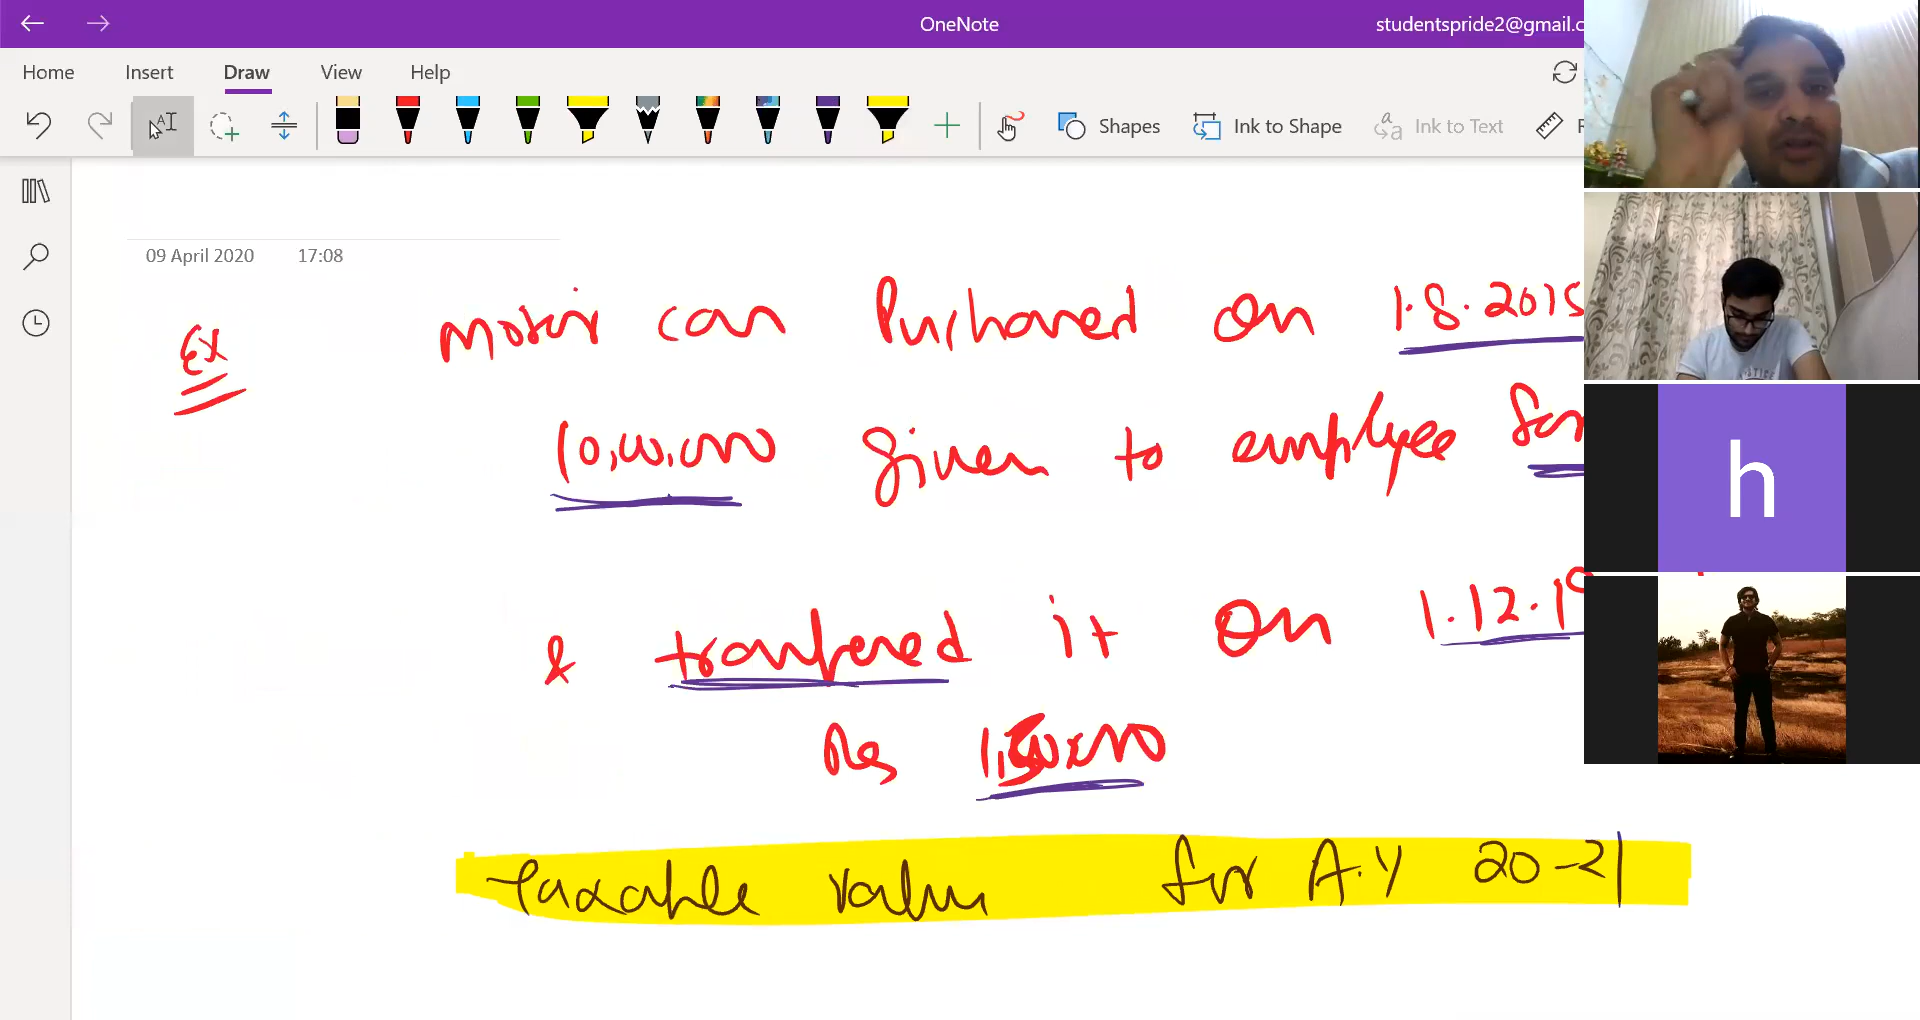 OneNote
studentspride2@gmail.c
Home Insert Draw View Help
Shapes Ink to Shape Ink to Text
09 April 2020 17:08
Ex motor car Purchased on 1.8.2015
10,00,000 given to employee for
& transfered it on 1.12.19
Rs 1,50,000
Taxable value for A.Y 20-21
h